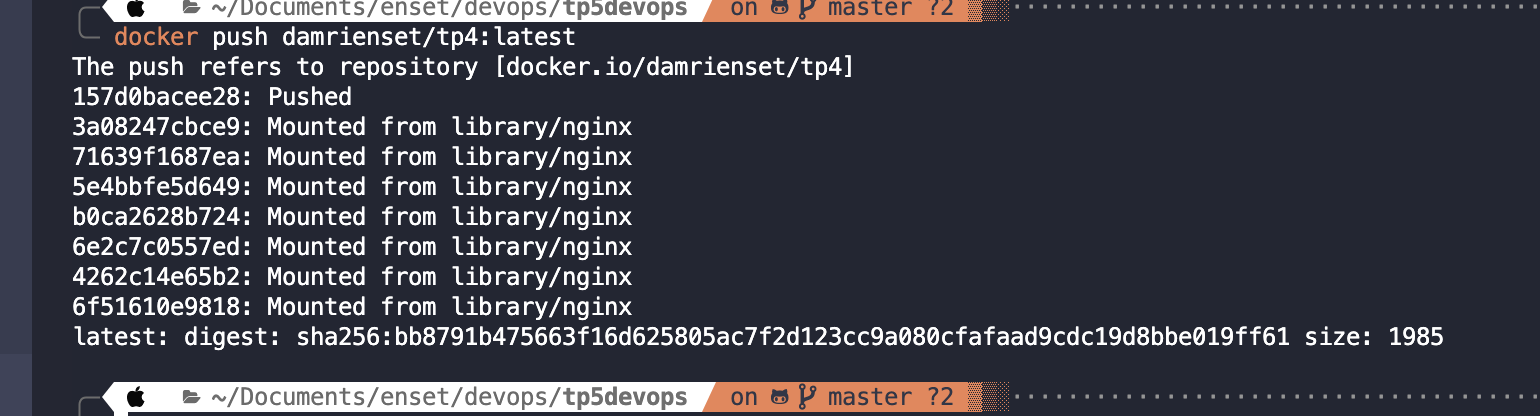 ~/Documents/enset/devops/tp5devops on master ?2
docker push damrienset/tp4:latest
The push refers to repository [docker.io/damrienset/tp4]
157d0bacee28: Pushed
3a08247cbce9: Mounted from library/nginx
71639f1687ea: Mounted from library/nginx
5e4bbfe5d649: Mounted from library/nginx
b0ca2628b724: Mounted from library/nginx
6e2c7c0557ed: Mounted from library/nginx
4262c14e65b2: Mounted from library/nginx
6f51610e9818: Mounted from library/nginx
latest: digest: sha256:bb8791b475663f16d625805ac7f2d123cc9a080cfafaad9cdc19d8bbe019ff61 size: 1985
~/Documents/enset/devops/tp5devops on master ?2